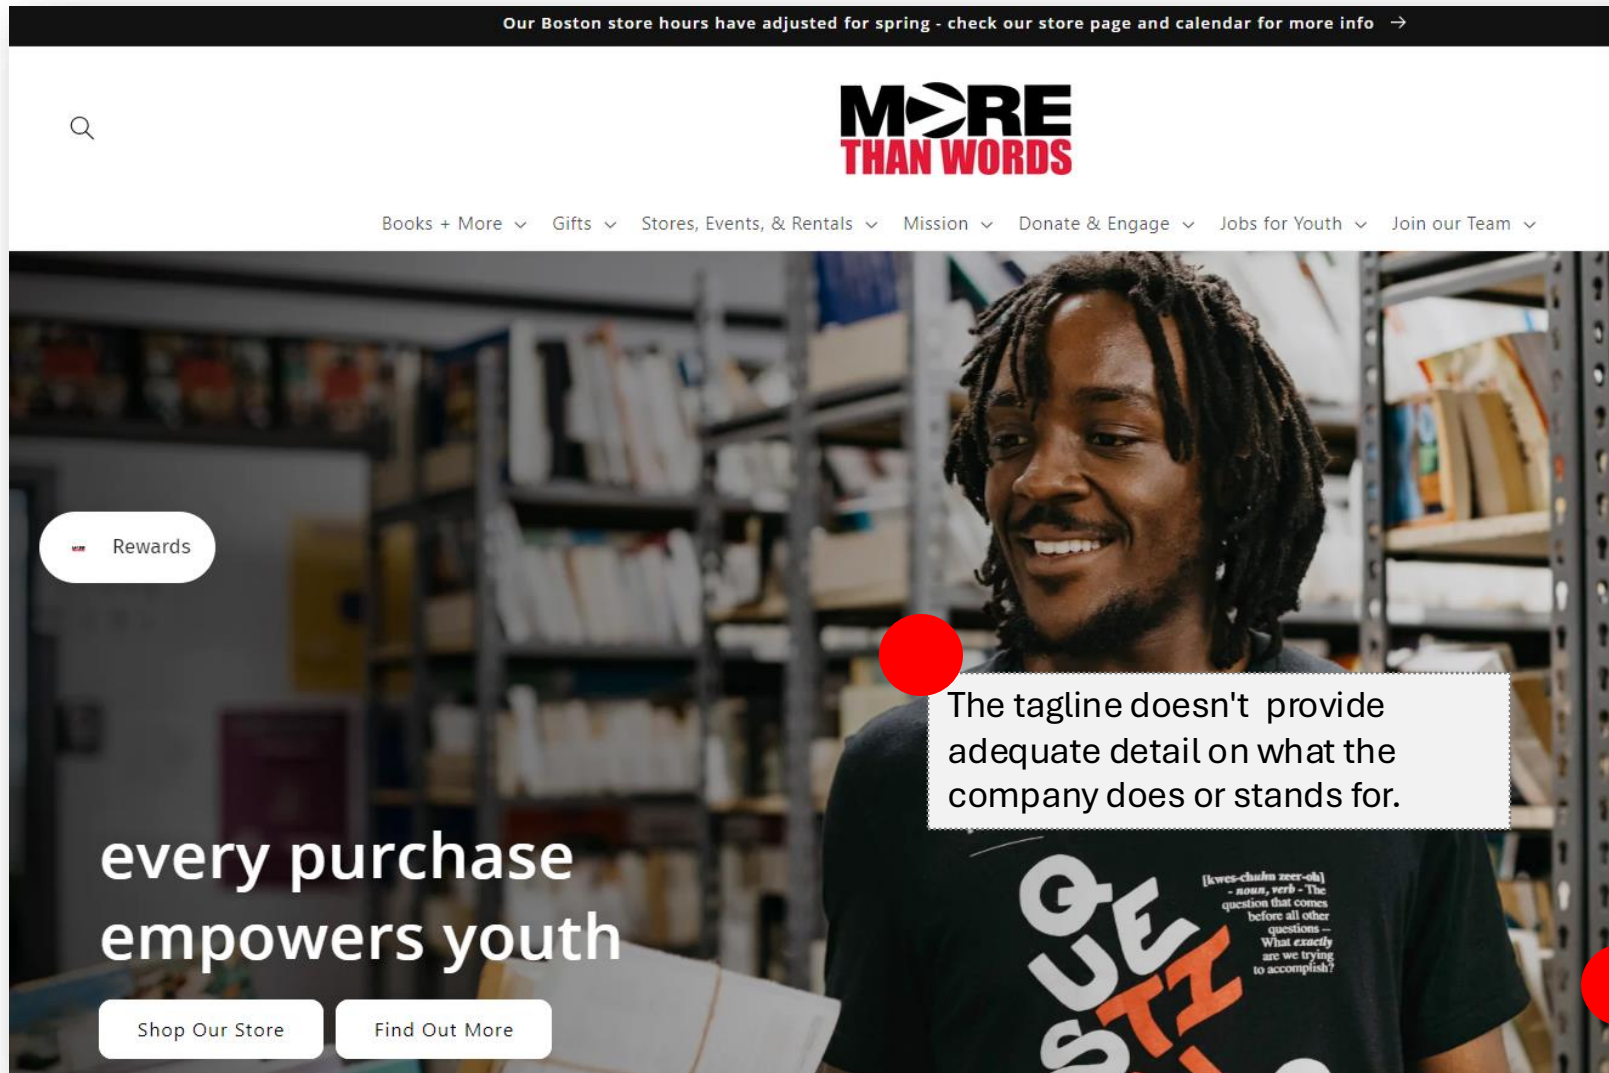 Our Boston store hours have adjusted for spring - check our store page and calendar for more info →
MORE
THAN WORDS
Books + More
Gifts
Stores, Events, & Rentals
Mission
Donate & Engage
Jobs for Youth
Join our Team
Rewards
The tagline doesn't  provide
adequate detail on what the
company does or stands for.
every purchase
empowers youth
Shop Our Store
Find Out More
QUESTI
[kwes-chuhn zeer-oh]
- noun, verb - The
question that comes
before all other
questions –
What exactly
are we trying
to accomplish?